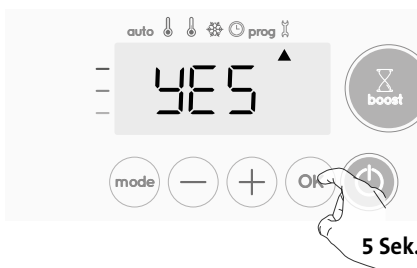 auto prog
YES
boost
mode − + OK
5 Sek.